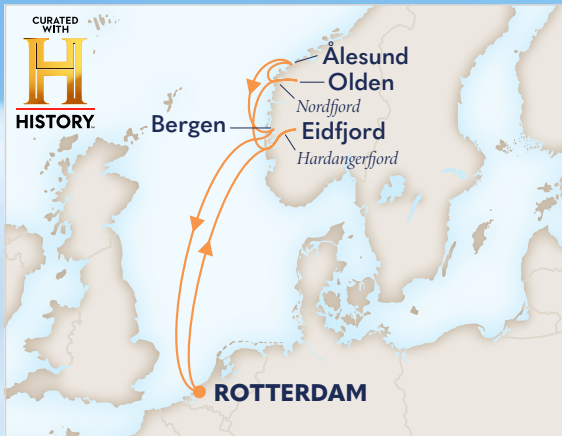 CURATED
WITH
H
HISTORY
Ålesund
Olden
Nordfjord
Bergen
Eidfjord
Hardangerfjord
ROTTERDAM